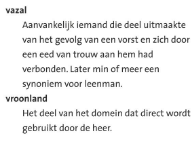 vazal
Aanvankelijk iemand die deel uitmaakte
van het gevolg van een vorst en zich door
een eed van trouw aan hem had
verbonden. Later min of meer een
synoniem voor leenman.
vroonland
Het deel van het domein dat direct wordt
gebruikt door de heer.